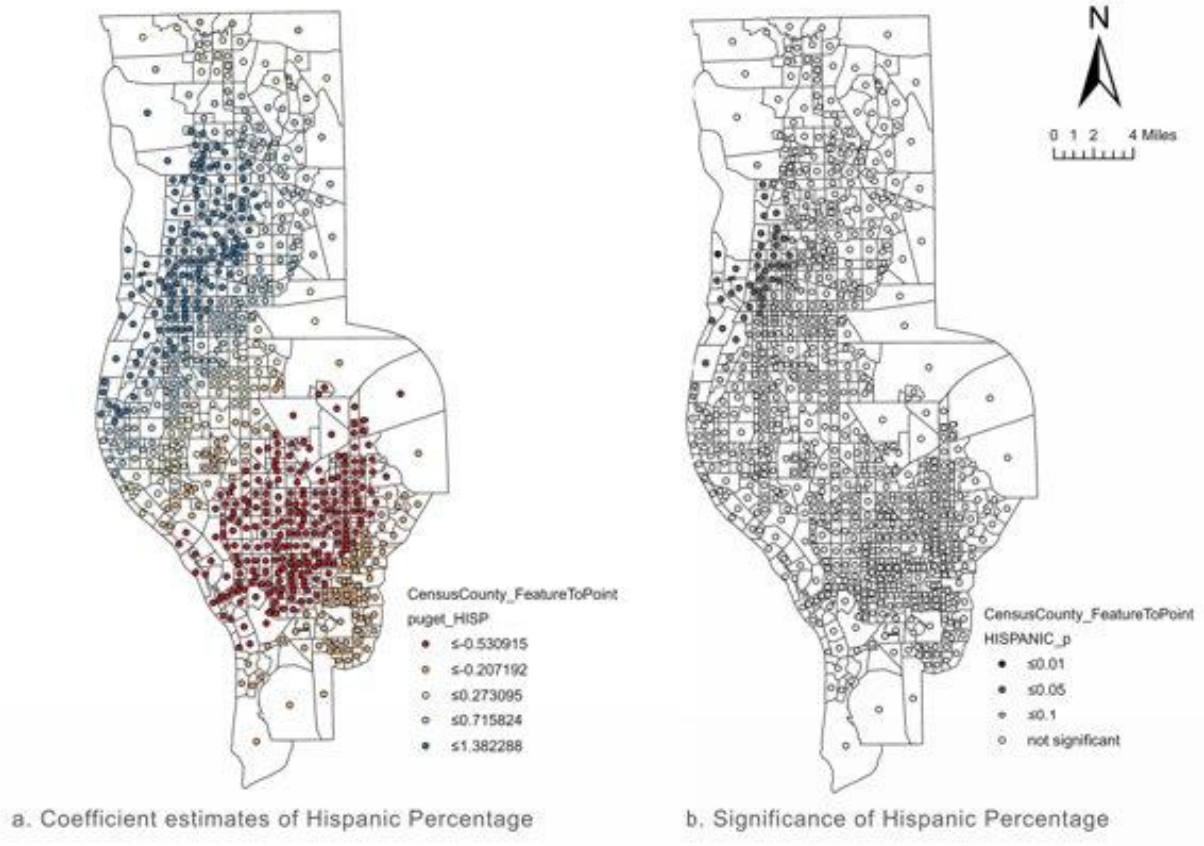 N
0 1 2 4 Miles
CensusCounty_FeatureToPoint
puget_HISP
≤-0.530915
≤-0.207192
≤0.273095
≤0.715824
≤1.382288
CensusCounty_FeatureToPoint
HISPANIC_p
≤0.01
≤0.05
≤0.1
not significant
a. Coefficient estimates of Hispanic Percentage
b. Significance of Hispanic Percentage